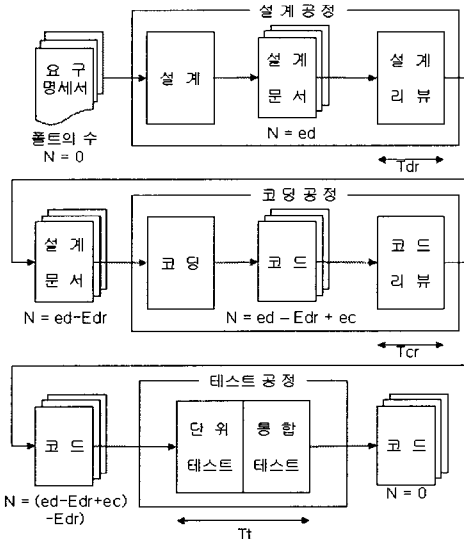 설 계 공 정
요 구
명세서
설 계
설 계
문 서
설 계
리 뷰
폴트의 수
N = 0
N = ed
Tdr
코 딩 공 정
설 계
문 서
코 딩
코 드
코 드
리 뷰
N = ed-Edr
N = ed – Edr + ec
Tcr
테 스 트 공 정
코 드
단 위
테스트
통 합
테스트
코 드
N = (ed-Edr+ec)
-Edr)
N = 0
Tt